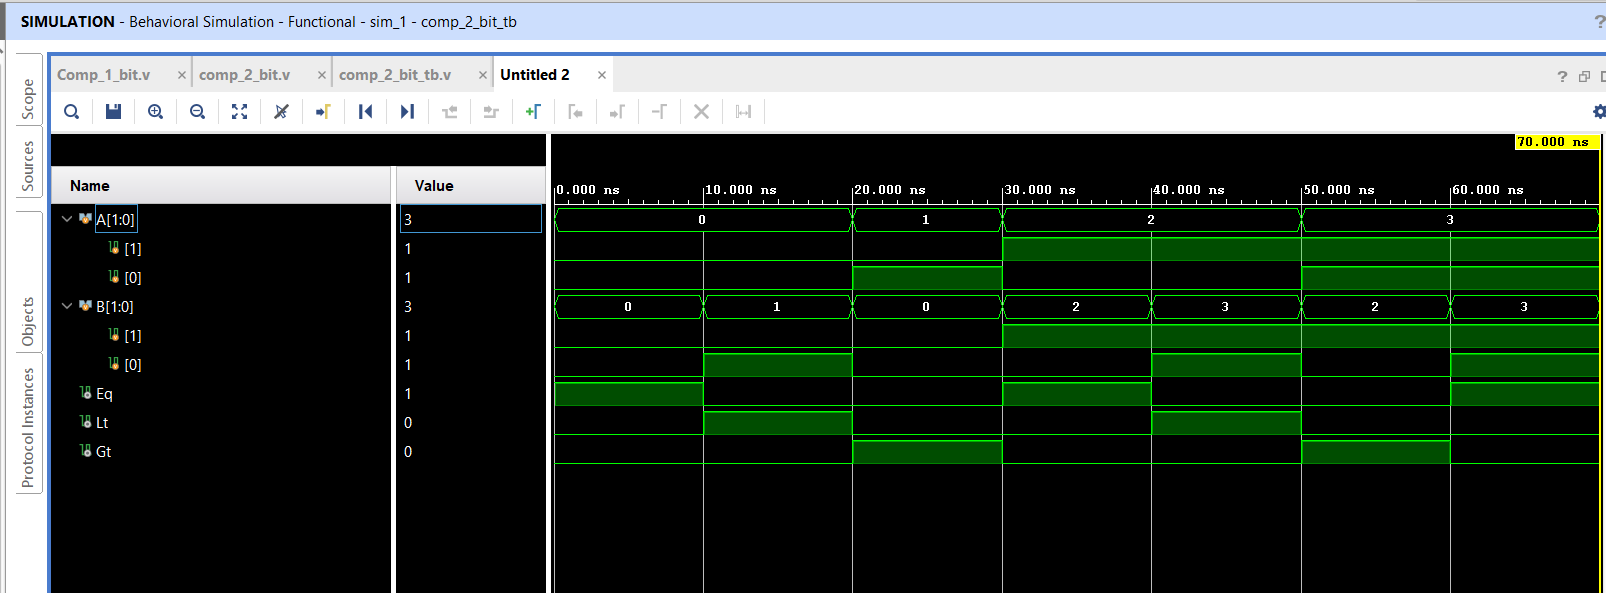 SIMULATION - Behavioral Simulation - Functional - sim_1 - comp_2_bit_tb
?
Scope
Sources
Objects
Protocol Instances
Comp_1_bit.v × comp_2_bit.v × comp_2_bit_tb.v × Untitled 2 ×
?
70.000 ns
Name Value
0.000 ns 10.000 ns 20.000 ns 30.000 ns 40.000 ns 50.000 ns 60.000 ns
A[1:0] 3 0 1 2 3
[1] 1
[0] 1
B[1:0] 3 0 1 0 2 3 2 3
[1] 1
[0] 1
Eq 1
Lt 0
Gt 0